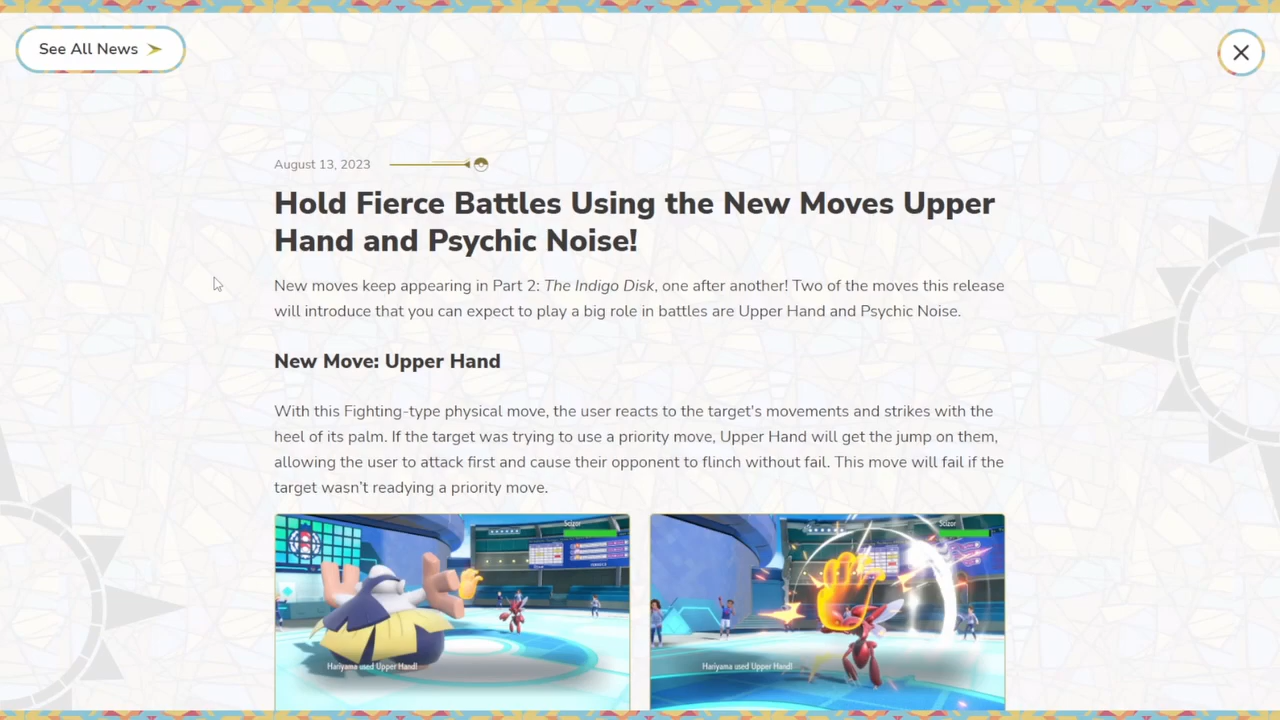 See All News
August 13, 2023
Hold Fierce Battles Using the New Moves Upper
Hand and Psychic Noise!
New moves keep appearing in Part 2: The Indigo Disk, one after another! Two of the moves this release
will introduce that you can expect to play a big role in battles are Upper Hand and Psychic Noise.
New Move: Upper Hand
With this Fighting-type physical move, the user reacts to the target's movements and strikes with the
heel of its palm. If the target was trying to use a priority move, Upper Hand will get the jump on them,
allowing the user to attack first and cause their opponent to flinch without fail. This move will fail if the
target wasn't readying a priority move.
Scizor
Scizor
Hariyama used Upper Hand!
Hariyama used Upper Hand!